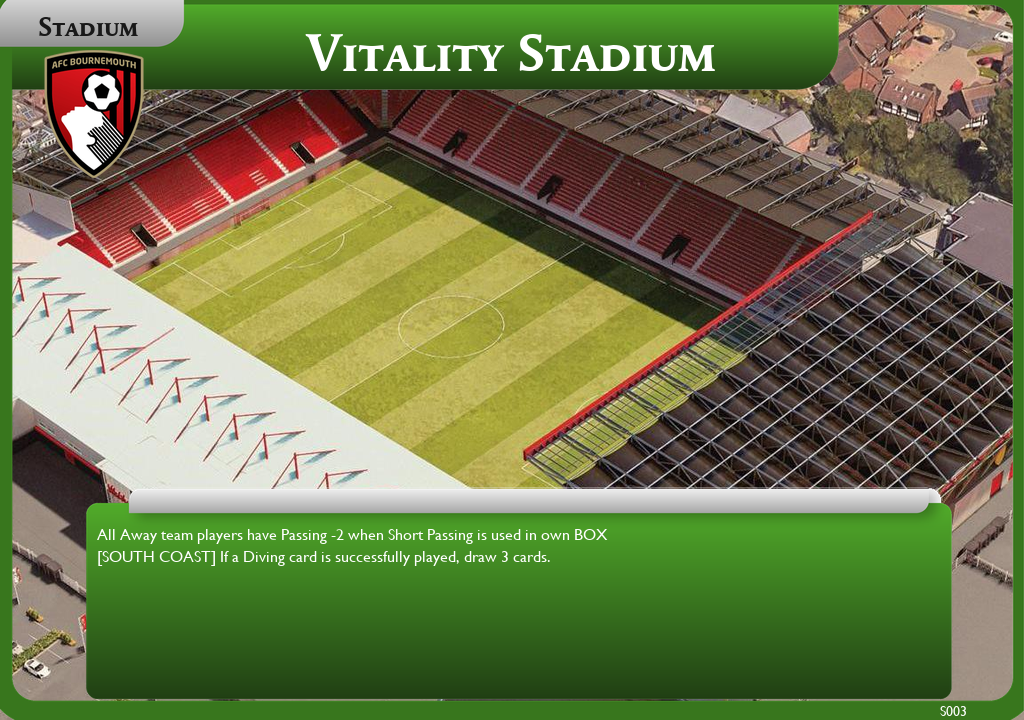 Stadium
Vitality Stadium
AFC BOURNEMOUTH
All Away team players have Passing -2 when Short Passing is used in own BOX
[SOUTH COAST] If a Diving card is successfully played, draw 3 cards.
S003